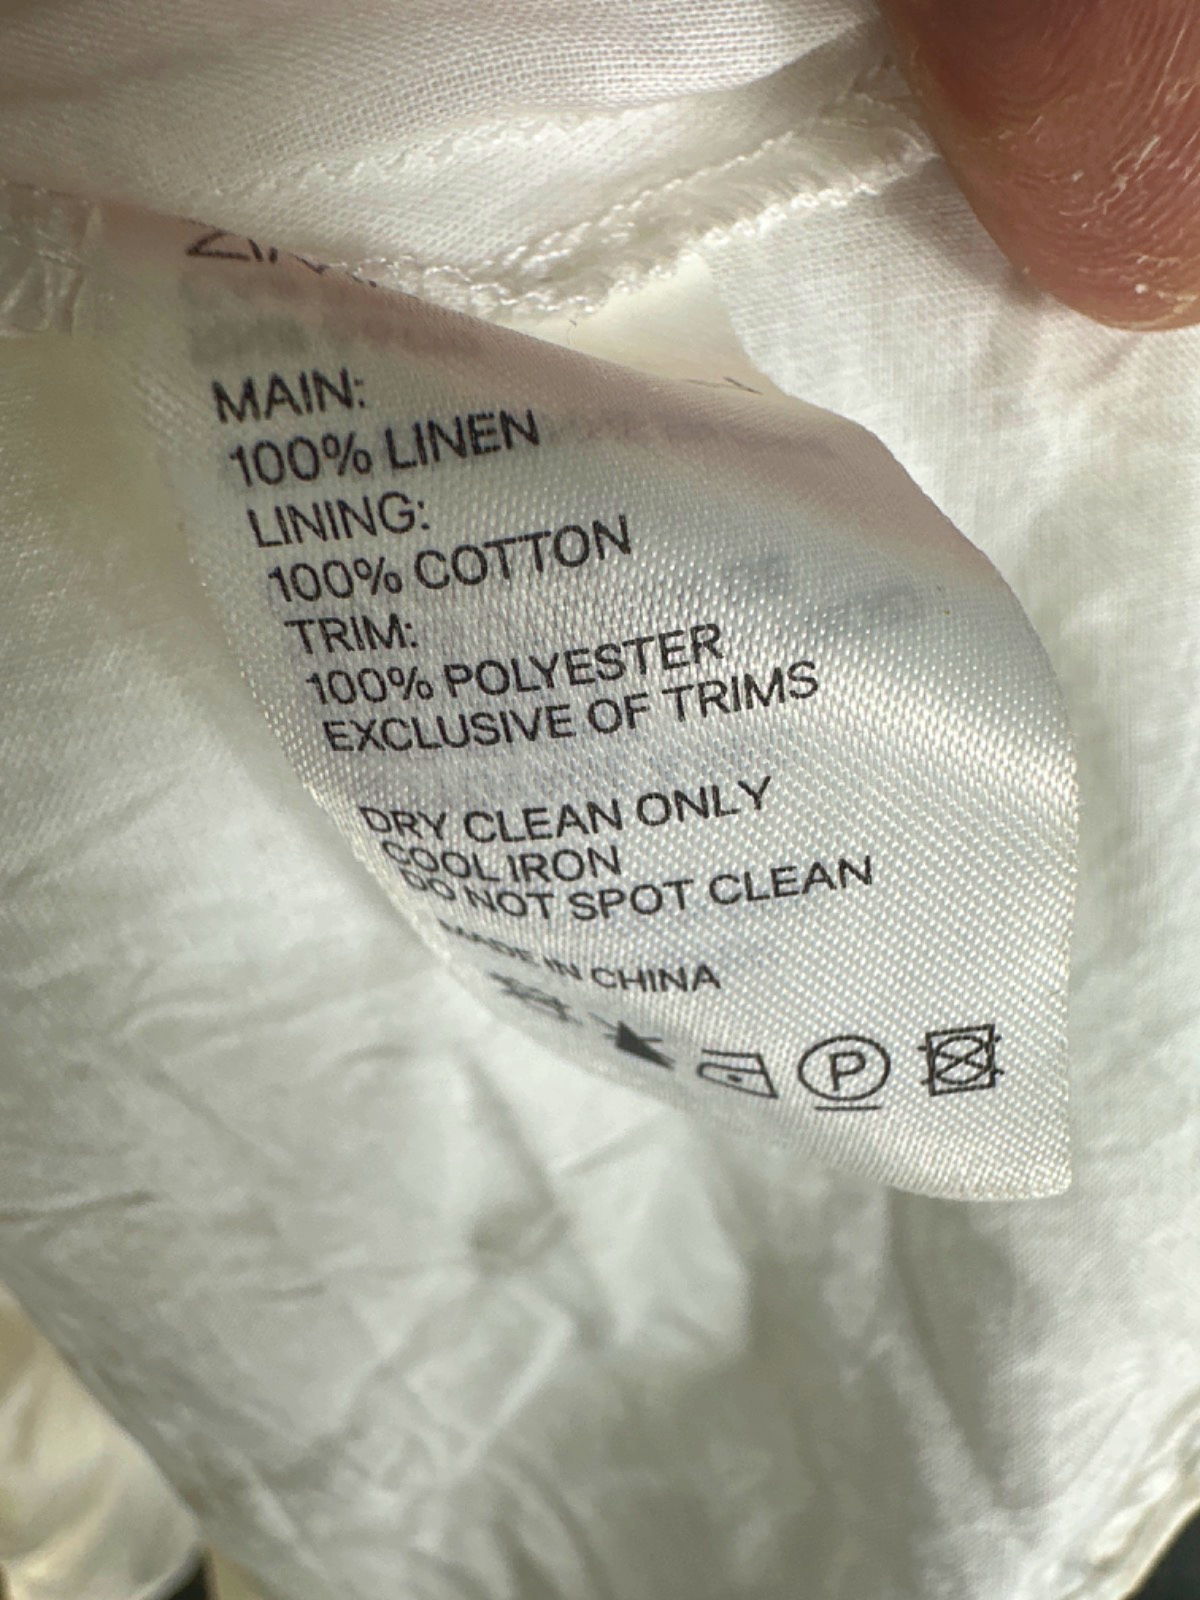 MAIN:
100% LINEN
LINING:
100% COTTON
TRIM:
100% POLYESTER
EXCLUSIVE OF TRIMS
DRY CLEAN ONLY
COOL IRON
DO NOT SPOT CLEAN
MADE IN CHINA
P